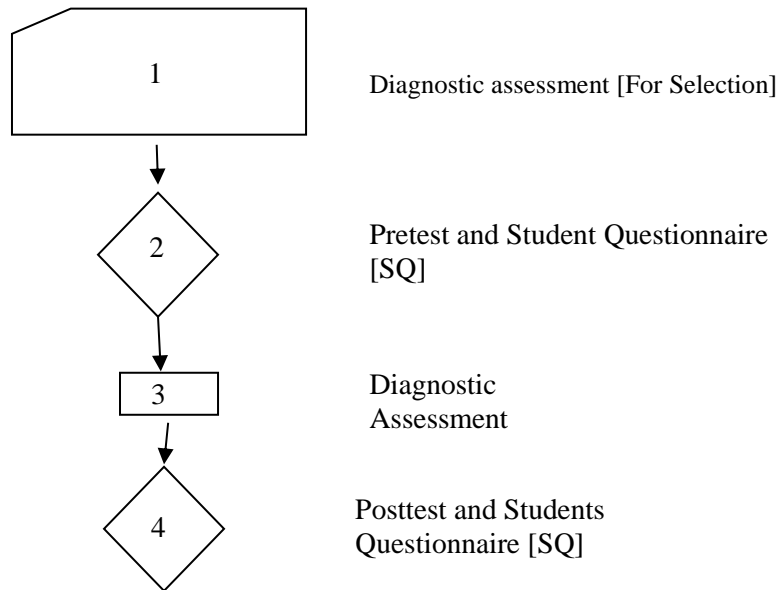 1
Diagnostic assessment [For Selection]
2
Pretest and Student Questionnaire
[SQ]
3
Diagnostic
Assessment
4
Posttest and Students
Questionnaire [SQ]